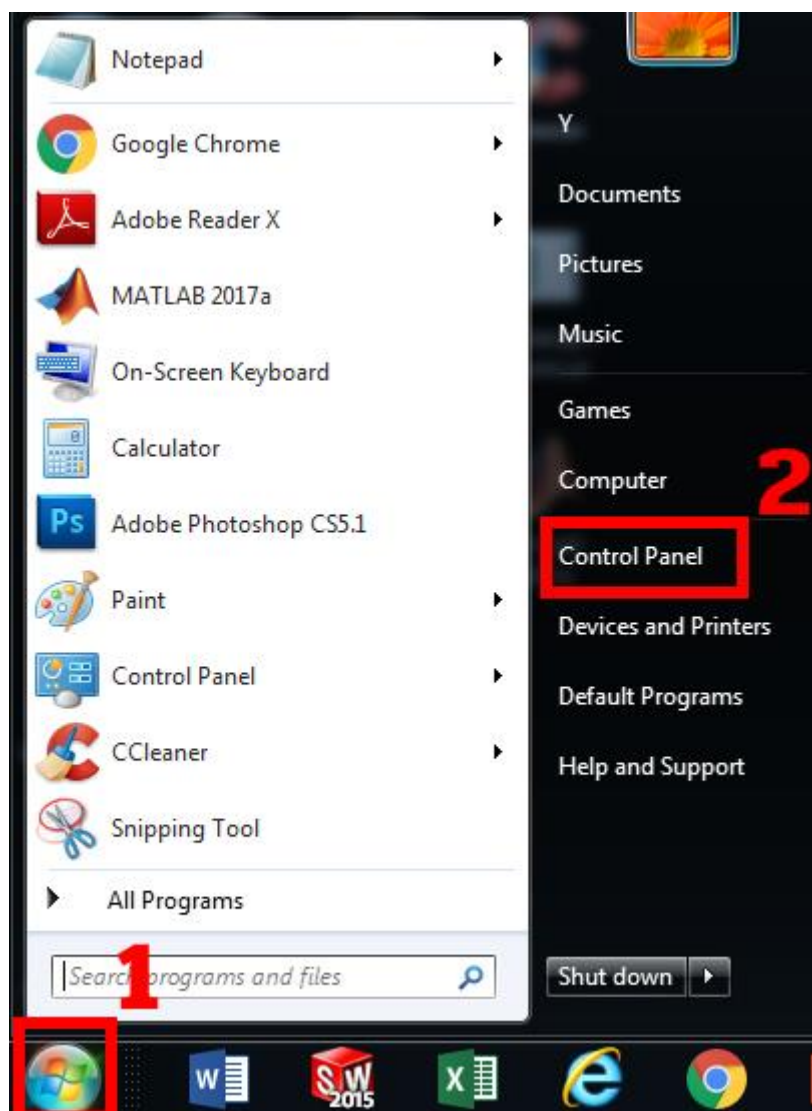 Notepad
Google Chrome
Adobe Reader X
MATLAB 2017a
On-Screen Keyboard
Calculator
Ps
Adobe Photoshop CS5.1
Paint
Control Panel
CCleaner
Snipping Tool
All Programs
Search programs and files
1
Y
Documents
Pictures
Music
Games
Computer
2
Control Panel
Devices and Printers
Default Programs
Help and Support
Shut down
W
SW
2015
X